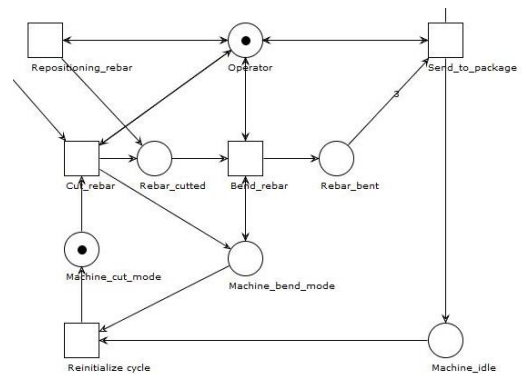 Repositioning_rebar
Operator
Send_to_package
3
Cut_rebar
Rebar_cutted
Bend_rebar
Rebar_bent
Machine_cut_mode
Machine_bend_mode
Reinitialize cycle
Machine_idle